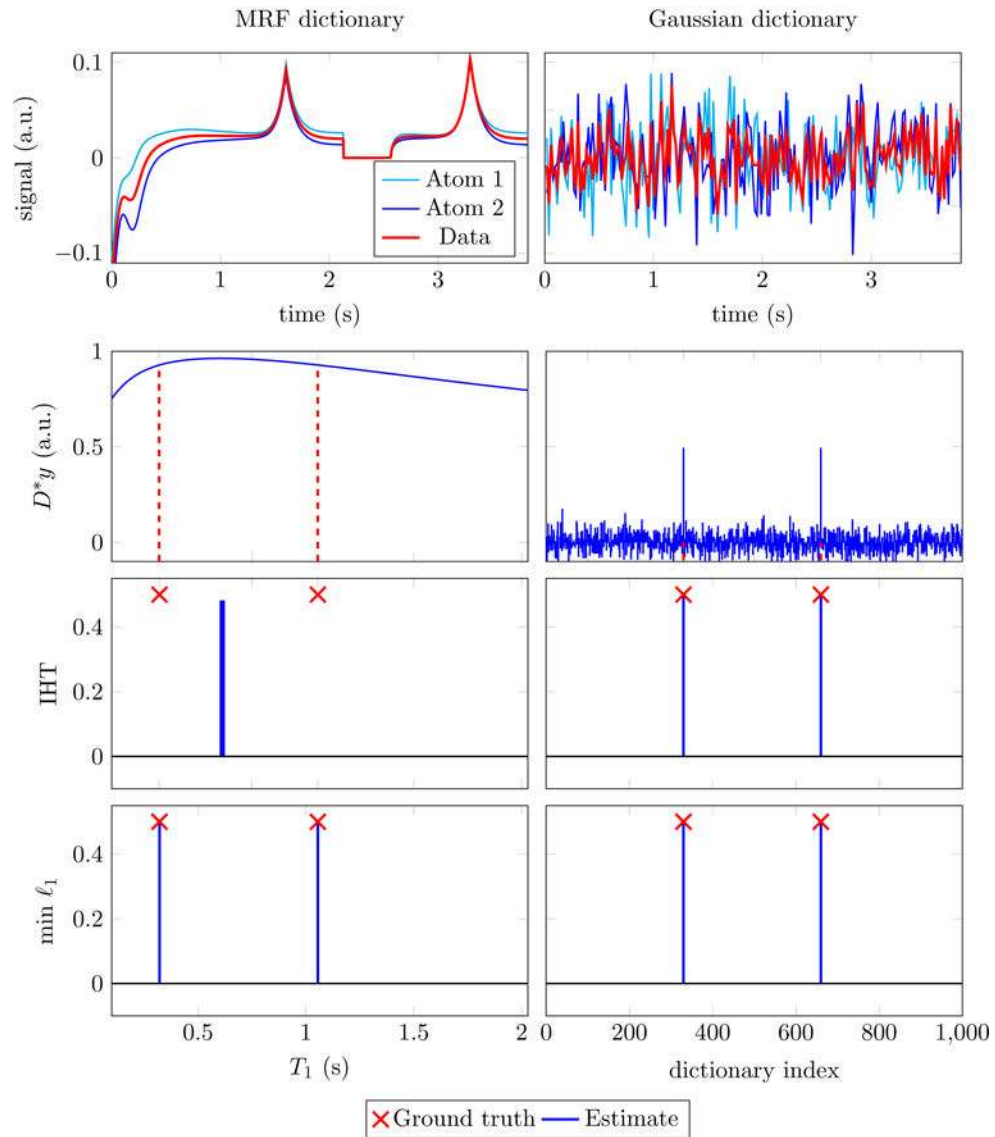 MRF dictionary
Gaussian dictionary
signal (a.u.)
0.1
0
−0.1
Atom 1
Atom 2
Data
0 1 2 3
time (s)
0 1 2 3
time (s)
D*y (a.u.)
1
0.5
0
IHT
0.4
0.2
0
min ℓ1
0.4
0.2
0
0.5 1 1.5 2
T1 (s)
0 200 400 600 800 1,000
dictionary index
Ground truth Estimate